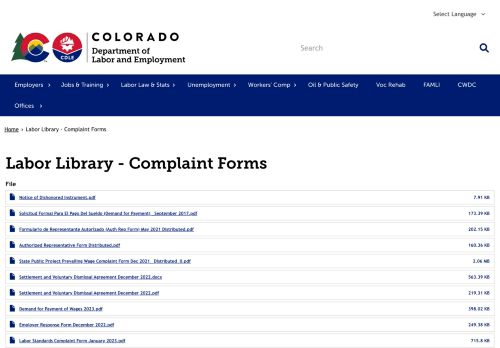 Select Language
COLORADO
Department of
Labor and Employment
CDLE
Search
Employers Jobs & Training Labor Law & Stats Unemployment Workers' Comp Oil & Public Safety Voc Rehab FAMLI CWDC
Offices
Home › Labor Library - Complaint Forms
Labor Library - Complaint Forms
File
Notice of Dishonored Instrument.pdf 7.91 KB
Solicitud Formal Para El Pago Del Sueldo (Demand for Payment)_ September 2017.pdf 173.39 KB
Formulario de Representante Autorizado (Auth Rep Form) May 2021 Distributed.pdf 202.15 KB
Authorized Representative Form Distributed.pdf 160.36 KB
State Public Project Prevailing Wage Complaint Form Dec 2021_ Distributed_0.pdf 2.06 MB
Settlement and Voluntary Dismissal Agreement December 2022.docx 563.39 KB
Settlement and Voluntary Dismissal Agreement December 2022.pdf 219.31 KB
Demand for Payment of Wages 2023.pdf 398.02 KB
Employer Response Form December 2022.pdf 249.38 KB
Labor Standards Complaint Form January 2023.pdf 715.8 KB